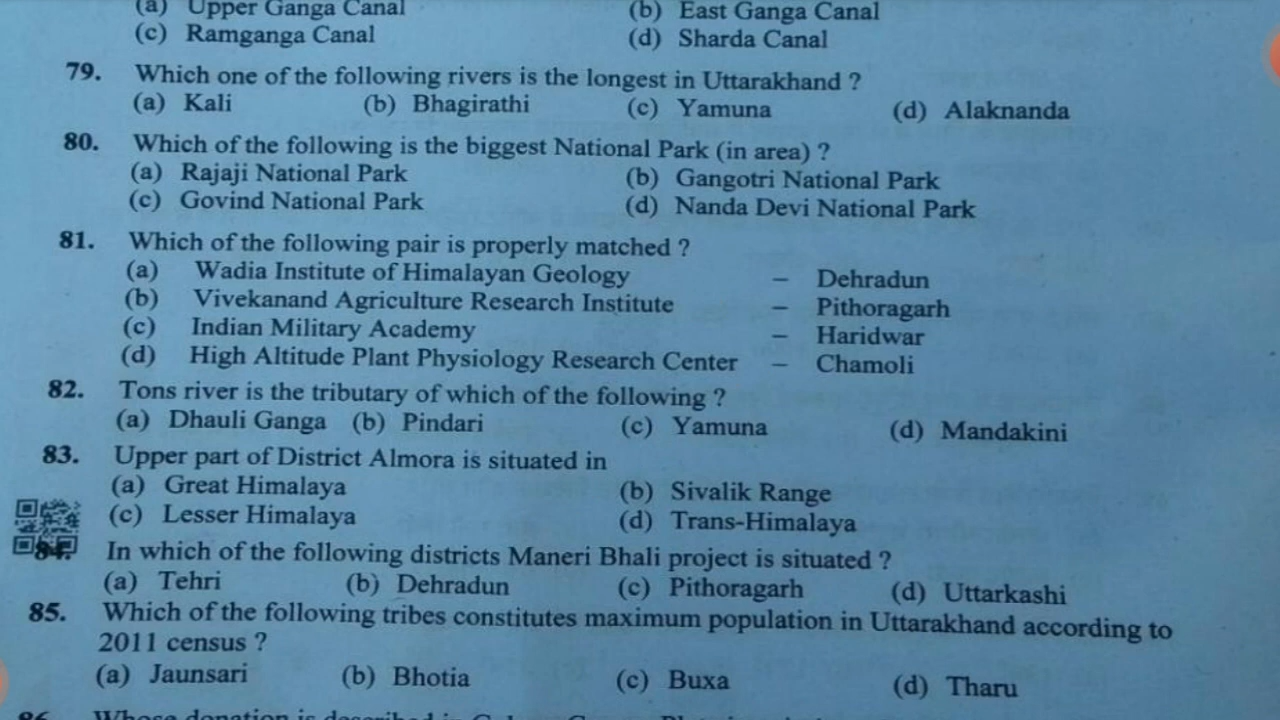 (a) Upper Ganga Canal (b) East Ganga Canal
(c) Ramganga Canal (d) Sharda Canal
79. Which one of the following rivers is the longest in Uttarakhand ?
(a) Kali (b) Bhagirathi (c) Yamuna (d) Alaknanda
80. Which of the following is the biggest National Park (in area) ?
(a) Rajaji National Park (b) Gangotri National Park
(c) Govind National Park (d) Nanda Devi National Park
81. Which of the following pair is properly matched ?
(a) Wadia Institute of Himalayan Geology – Dehradun
(b) Vivekanand Agriculture Research Institute – Pithoragarh
(c) Indian Military Academy – Haridwar
(d) High Altitude Plant Physiology Research Center – Chamoli
82. Tons river is the tributary of which of the following ?
(a) Dhauli Ganga (b) Pindari (c) Yamuna (d) Mandakini
83. Upper part of District Almora is situated in
(a) Great Himalaya (b) Sivalik Range
(c) Lesser Himalaya (d) Trans-Himalaya
84. In which of the following districts Maneri Bhali project is situated ?
(a) Tehri (b) Dehradun (c) Pithoragarh (d) Uttarkashi
85. Which of the following tribes constitutes maximum population in Uttarakhand according to
2011 census ?
(a) Jaunsari (b) Bhotia (c) Buxa (d) Tharu
86. Whose donation is described in